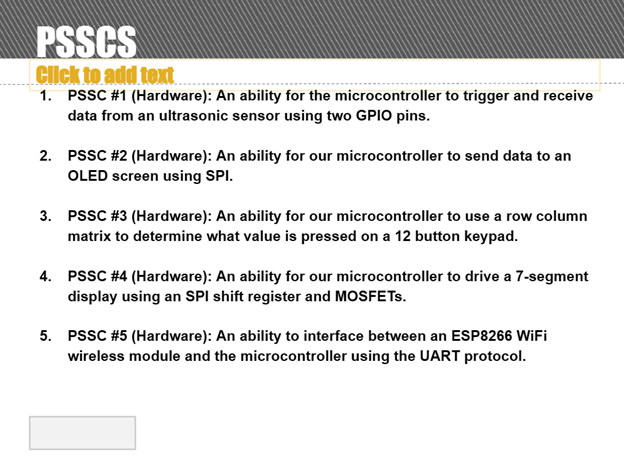 PSSCS
Click to add text
1. PSSC #1 (Hardware): An ability for the microcontroller to trigger and receive
data from an ultrasonic sensor using two GPIO pins.
2. PSSC #2 (Hardware): An ability for our microcontroller to send data to an
OLED screen using SPI.
3. PSSC #3 (Hardware): An ability for our microcontroller to use a row column
matrix to determine what value is pressed on a 12 button keypad.
4. PSSC #4 (Hardware): An ability for our microcontroller to drive a 7-segment
display using an SPI shift register and MOSFETs.
5. PSSC #5 (Hardware): An ability to interface between an ESP8266 WiFi
wireless module and the microcontroller using the UART protocol.